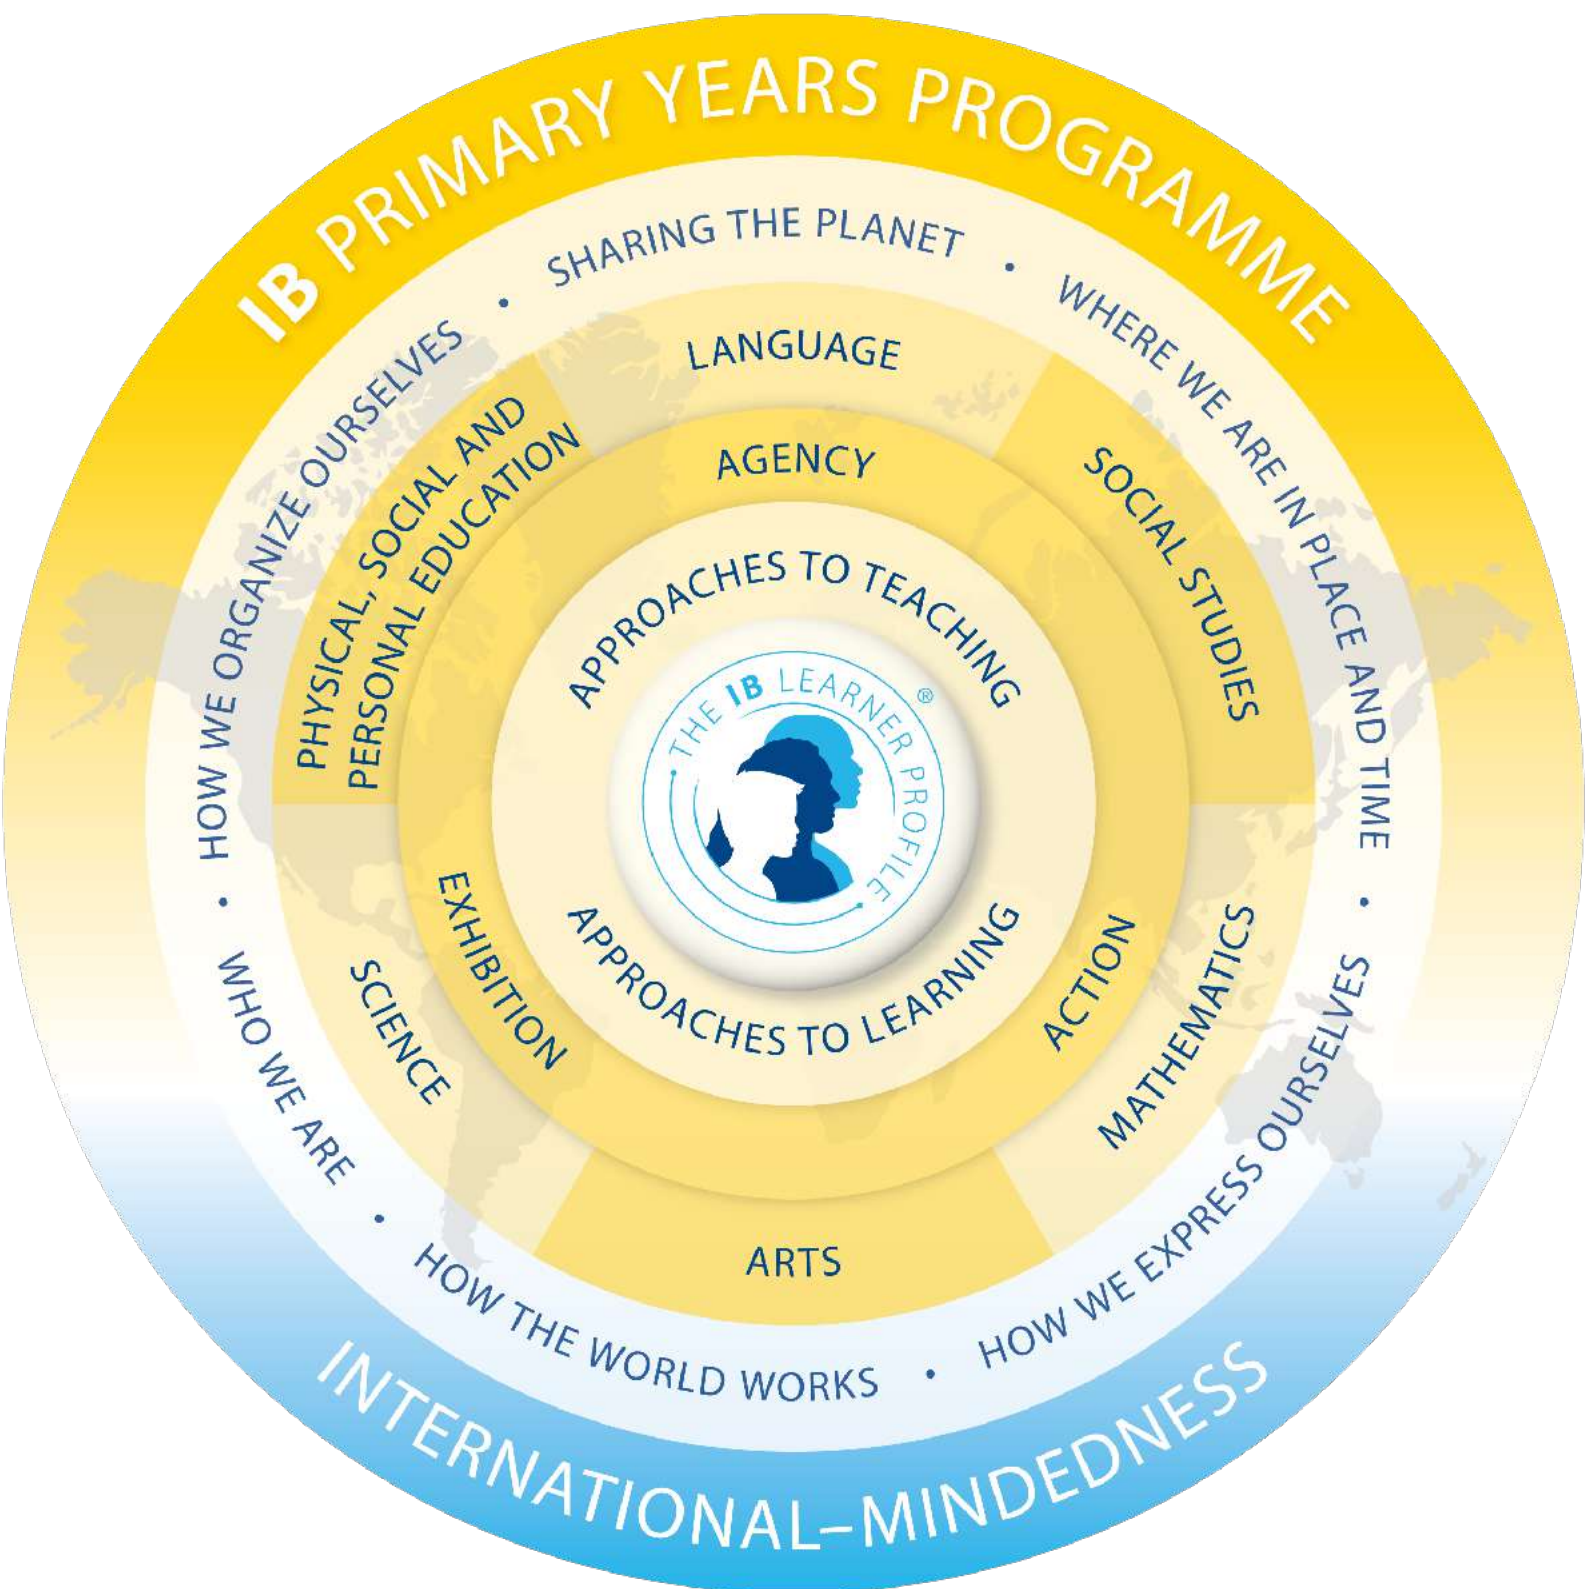 IB PRIMARY YEARS PROGRAMME
SHARING THE PLANET
•
WHERE WE ARE IN PLACE AND TIME
•
HOW WE EXPRESS OURSELVES
•
HOW THE WORLD WORKS
•
WHO WE ARE
•
HOW WE ORGANIZE OURSELVES
•
LANGUAGE
SOCIAL STUDIES
MATHEMATICS
ARTS
SCIENCE
PHYSICAL, SOCIAL AND
PERSONAL EDUCATION
AGENCY
ACTION
EXHIBITION
APPROACHES TO TEACHING
THE IB LEARNER PROFILE
®
APPROACHES TO LEARNING
INTERNATIONAL–MINDEDNESS